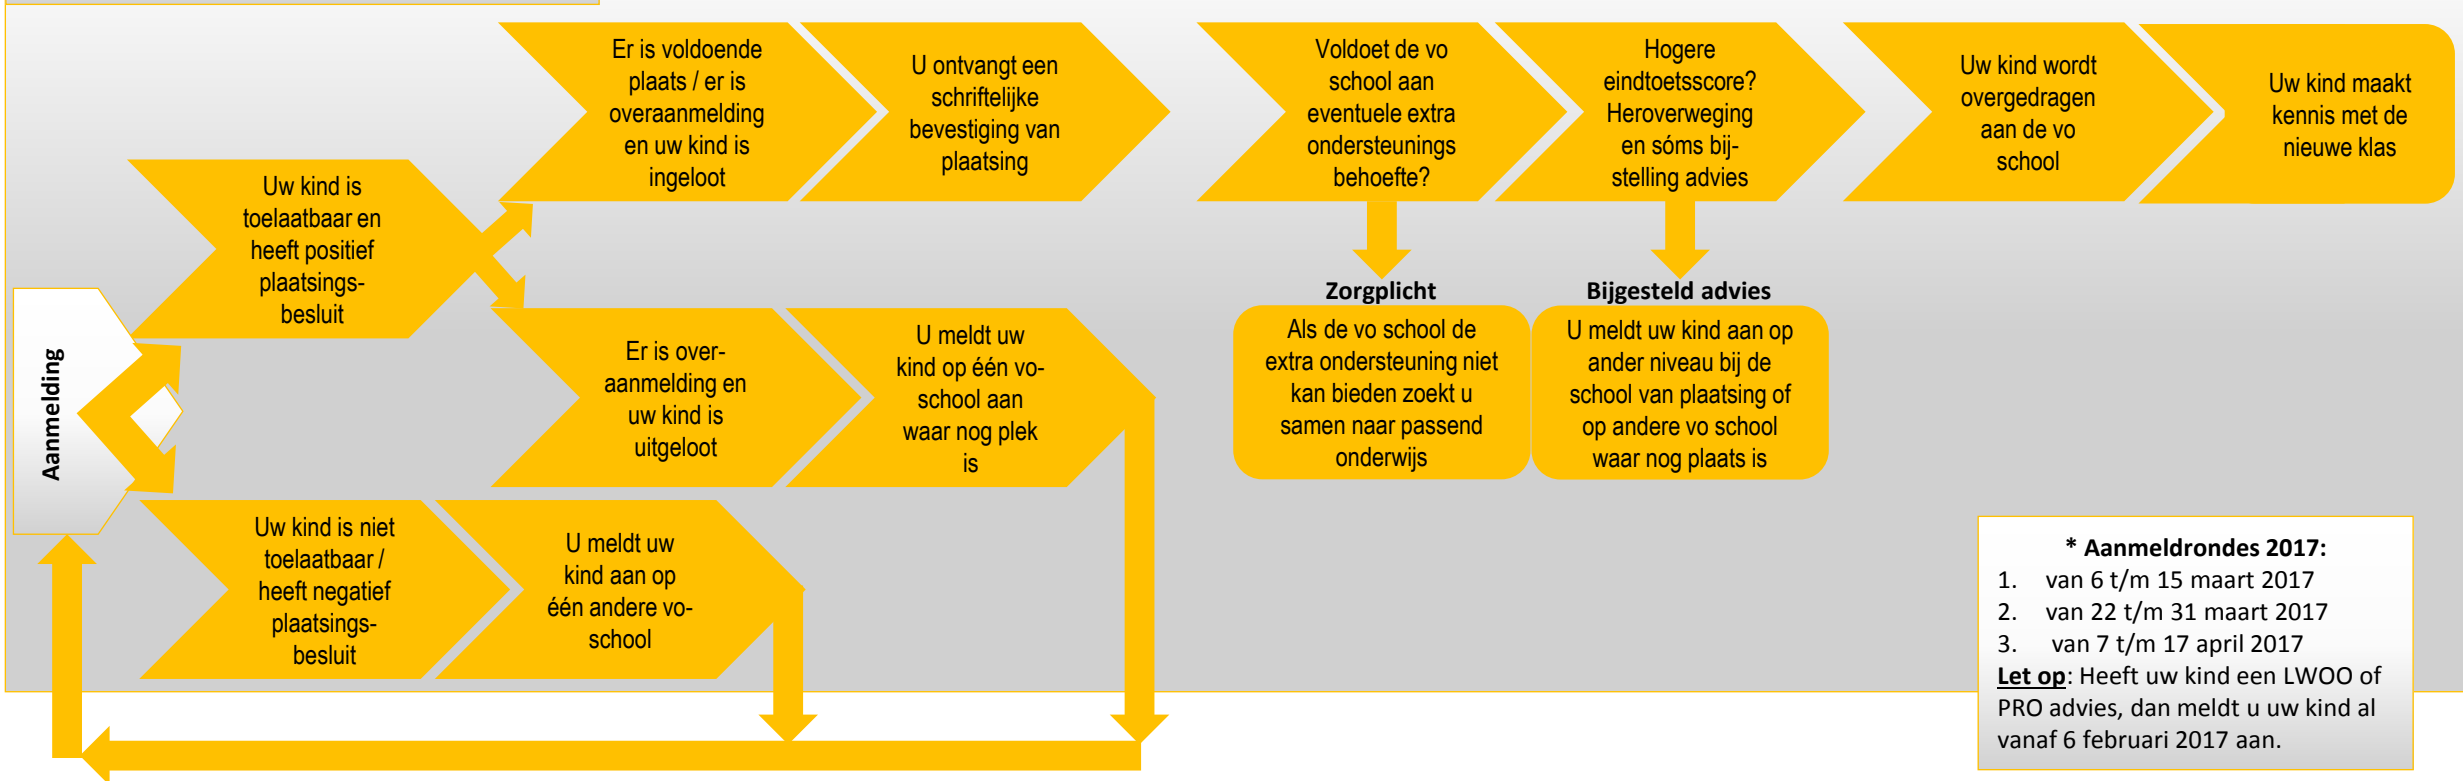 Aanmelding
Uw kind is
toelaatbaar en
heeft positief
plaatsings-
besluit
Er is voldoende
plaats / er is
overaanmelding
en uw kind is
ingeloot
U ontvangt een
schriftelijke
bevestiging van
plaatsing
Voldoet de vo
school aan
eventuele extra
ondersteunings
behoefte?
Hogere
eindtoetsscore?
Heroverweging
en sóms bij-
stelling advies
Uw kind wordt
overgedragen
aan de vo
school
Uw kind maakt
kennis met de
nieuwe klas
Er is over-
aanmelding en
uw kind is
uitgeloot
U meldt uw
kind op één vo-
school aan
waar nog plek
is
Zorgplicht
Als de vo school de
extra ondersteuning niet
kan bieden zoekt u
samen naar passend
onderwijs
Bijgesteld advies
U meldt uw kind aan op
ander niveau bij de
school van plaatsing of
op andere vo school
waar nog plaats is
Uw kind is niet
toelaatbaar /
heeft negatief
plaatsings-
besluit
U meldt uw
kind aan op
één andere vo-
school
* Aanmeldrondes 2017:
1. van 6 t/m 15 maart 2017
2. van 22 t/m 31 maart 2017
3. van 7 t/m 17 april 2017
Let op: Heeft uw kind een LWOO of
PRO advies, dan meldt u uw kind al
vanaf 6 februari 2017 aan.